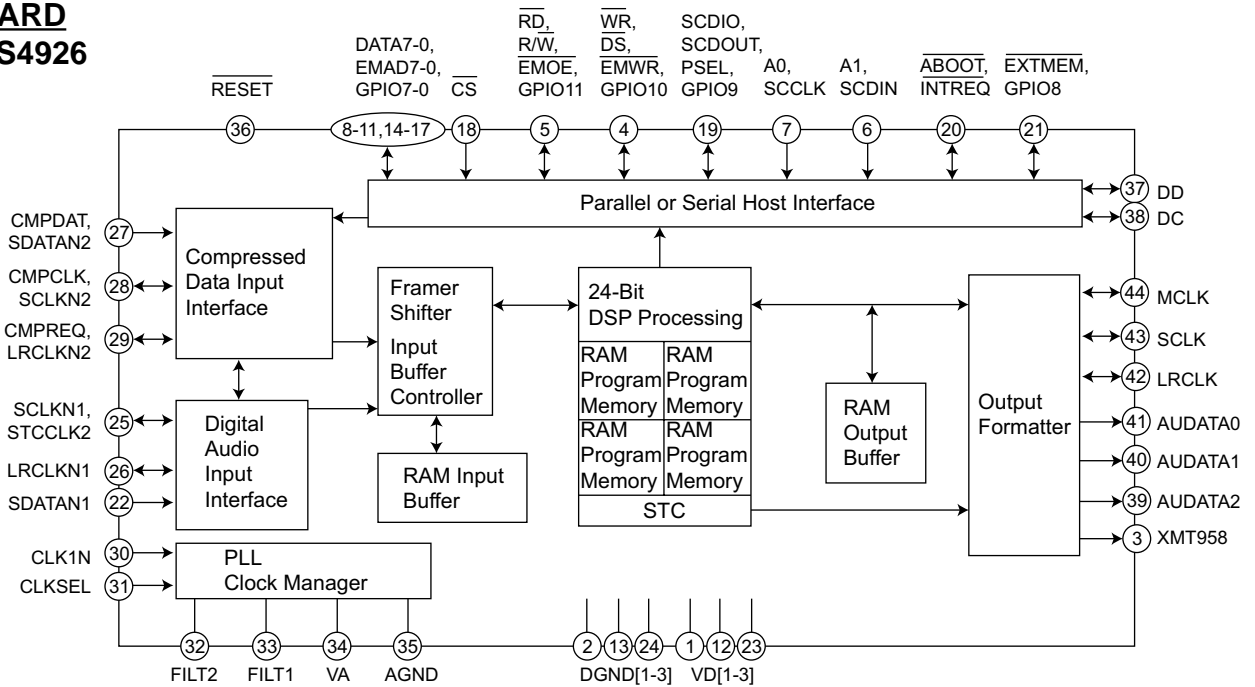 ARD
S4926
RESET
DATA7-0,
EMAD7-0,
GPIO7-0
CS
RD,
R/W,
EMOE,
GPIO11
WR,
DS,
EMWR,
GPIO10
SCDIO,
SCDOUT,
PSEL,
GPIO9
A0,
SCCLK
A1,
SCDIN
ABOOT,
INTREQ
EXTMEM,
GPIO8
36
8-11,14-17
18
5
4
19
7
6
20
21
Parallel or Serial Host Interface
37
DD
38
DC
CMPDAT,
SDATAN2
27
CMPCLK,
SCLKN2
28
CMPREQ,
LRCLKN2
29
Compressed
Data Input
Interface
Framer
Shifter
Input
Buffer
Controller
24-Bit
DSP Processing
RAM
Program
Memory
RAM
Program
Memory
RAM
Program
Memory
RAM
Program
Memory
STC
RAM
Output
Buffer
Output
Formatter
44
MCLK
43
SCLK
42
LRCLK
41
AUDATA0
40
AUDATA1
39
AUDATA2
3
XMT958
SCLKN1,
STCCLK2
25
LRCLKN1
26
SDATAN1
22
Digital
Audio
Input
Interface
RAM Input
Buffer
CLK1N
30
CLKSEL
31
PLL
Clock Manager
32
33
34
35
2
13
24
1
12
23
FILT2
FILT1
VA
AGND
DGND[1-3]
VD[1-3]